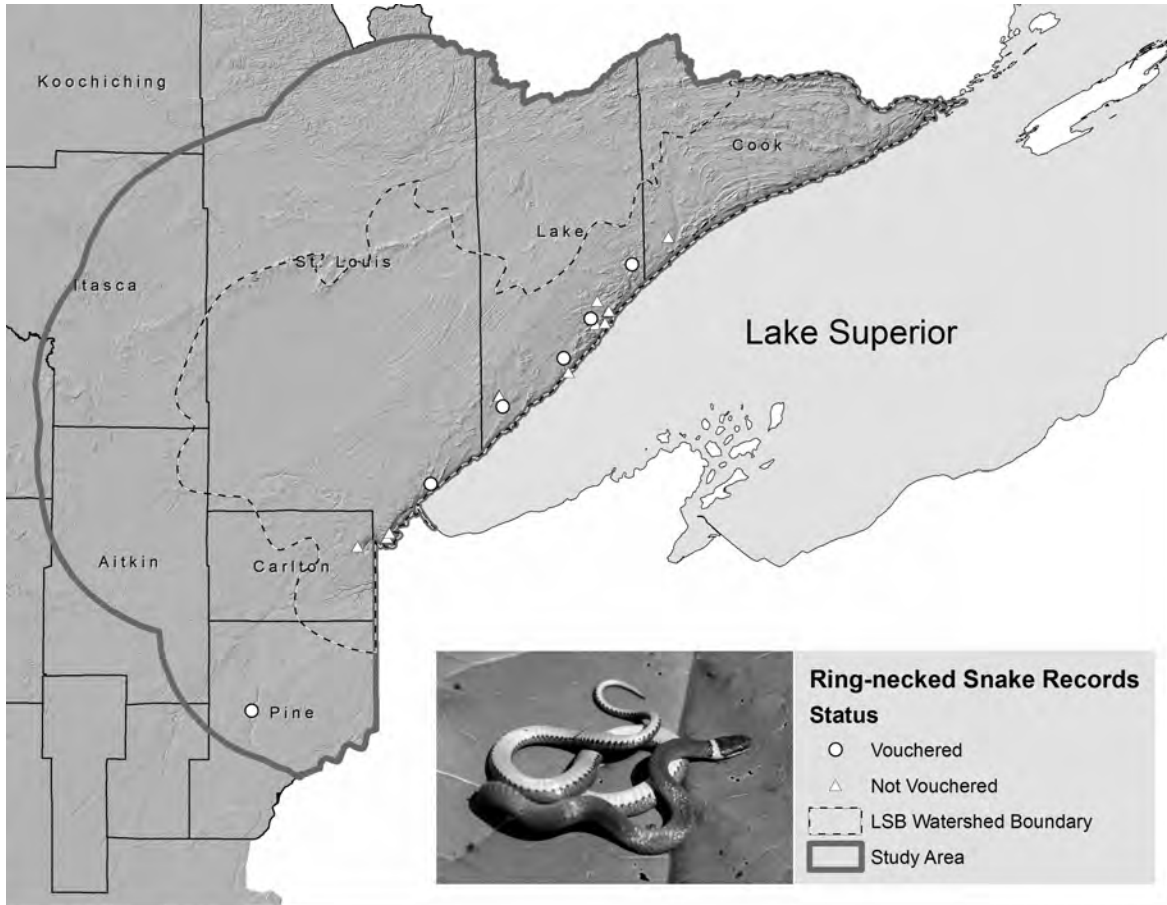 Koochiching
Cook
Lake
St. Louis
Itasca
Lake Superior
Aitkin
Carlton
Pine
Ring-necked Snake Records
Status
Vouchered
Not Vouchered
LSB Watershed Boundary
Study Area